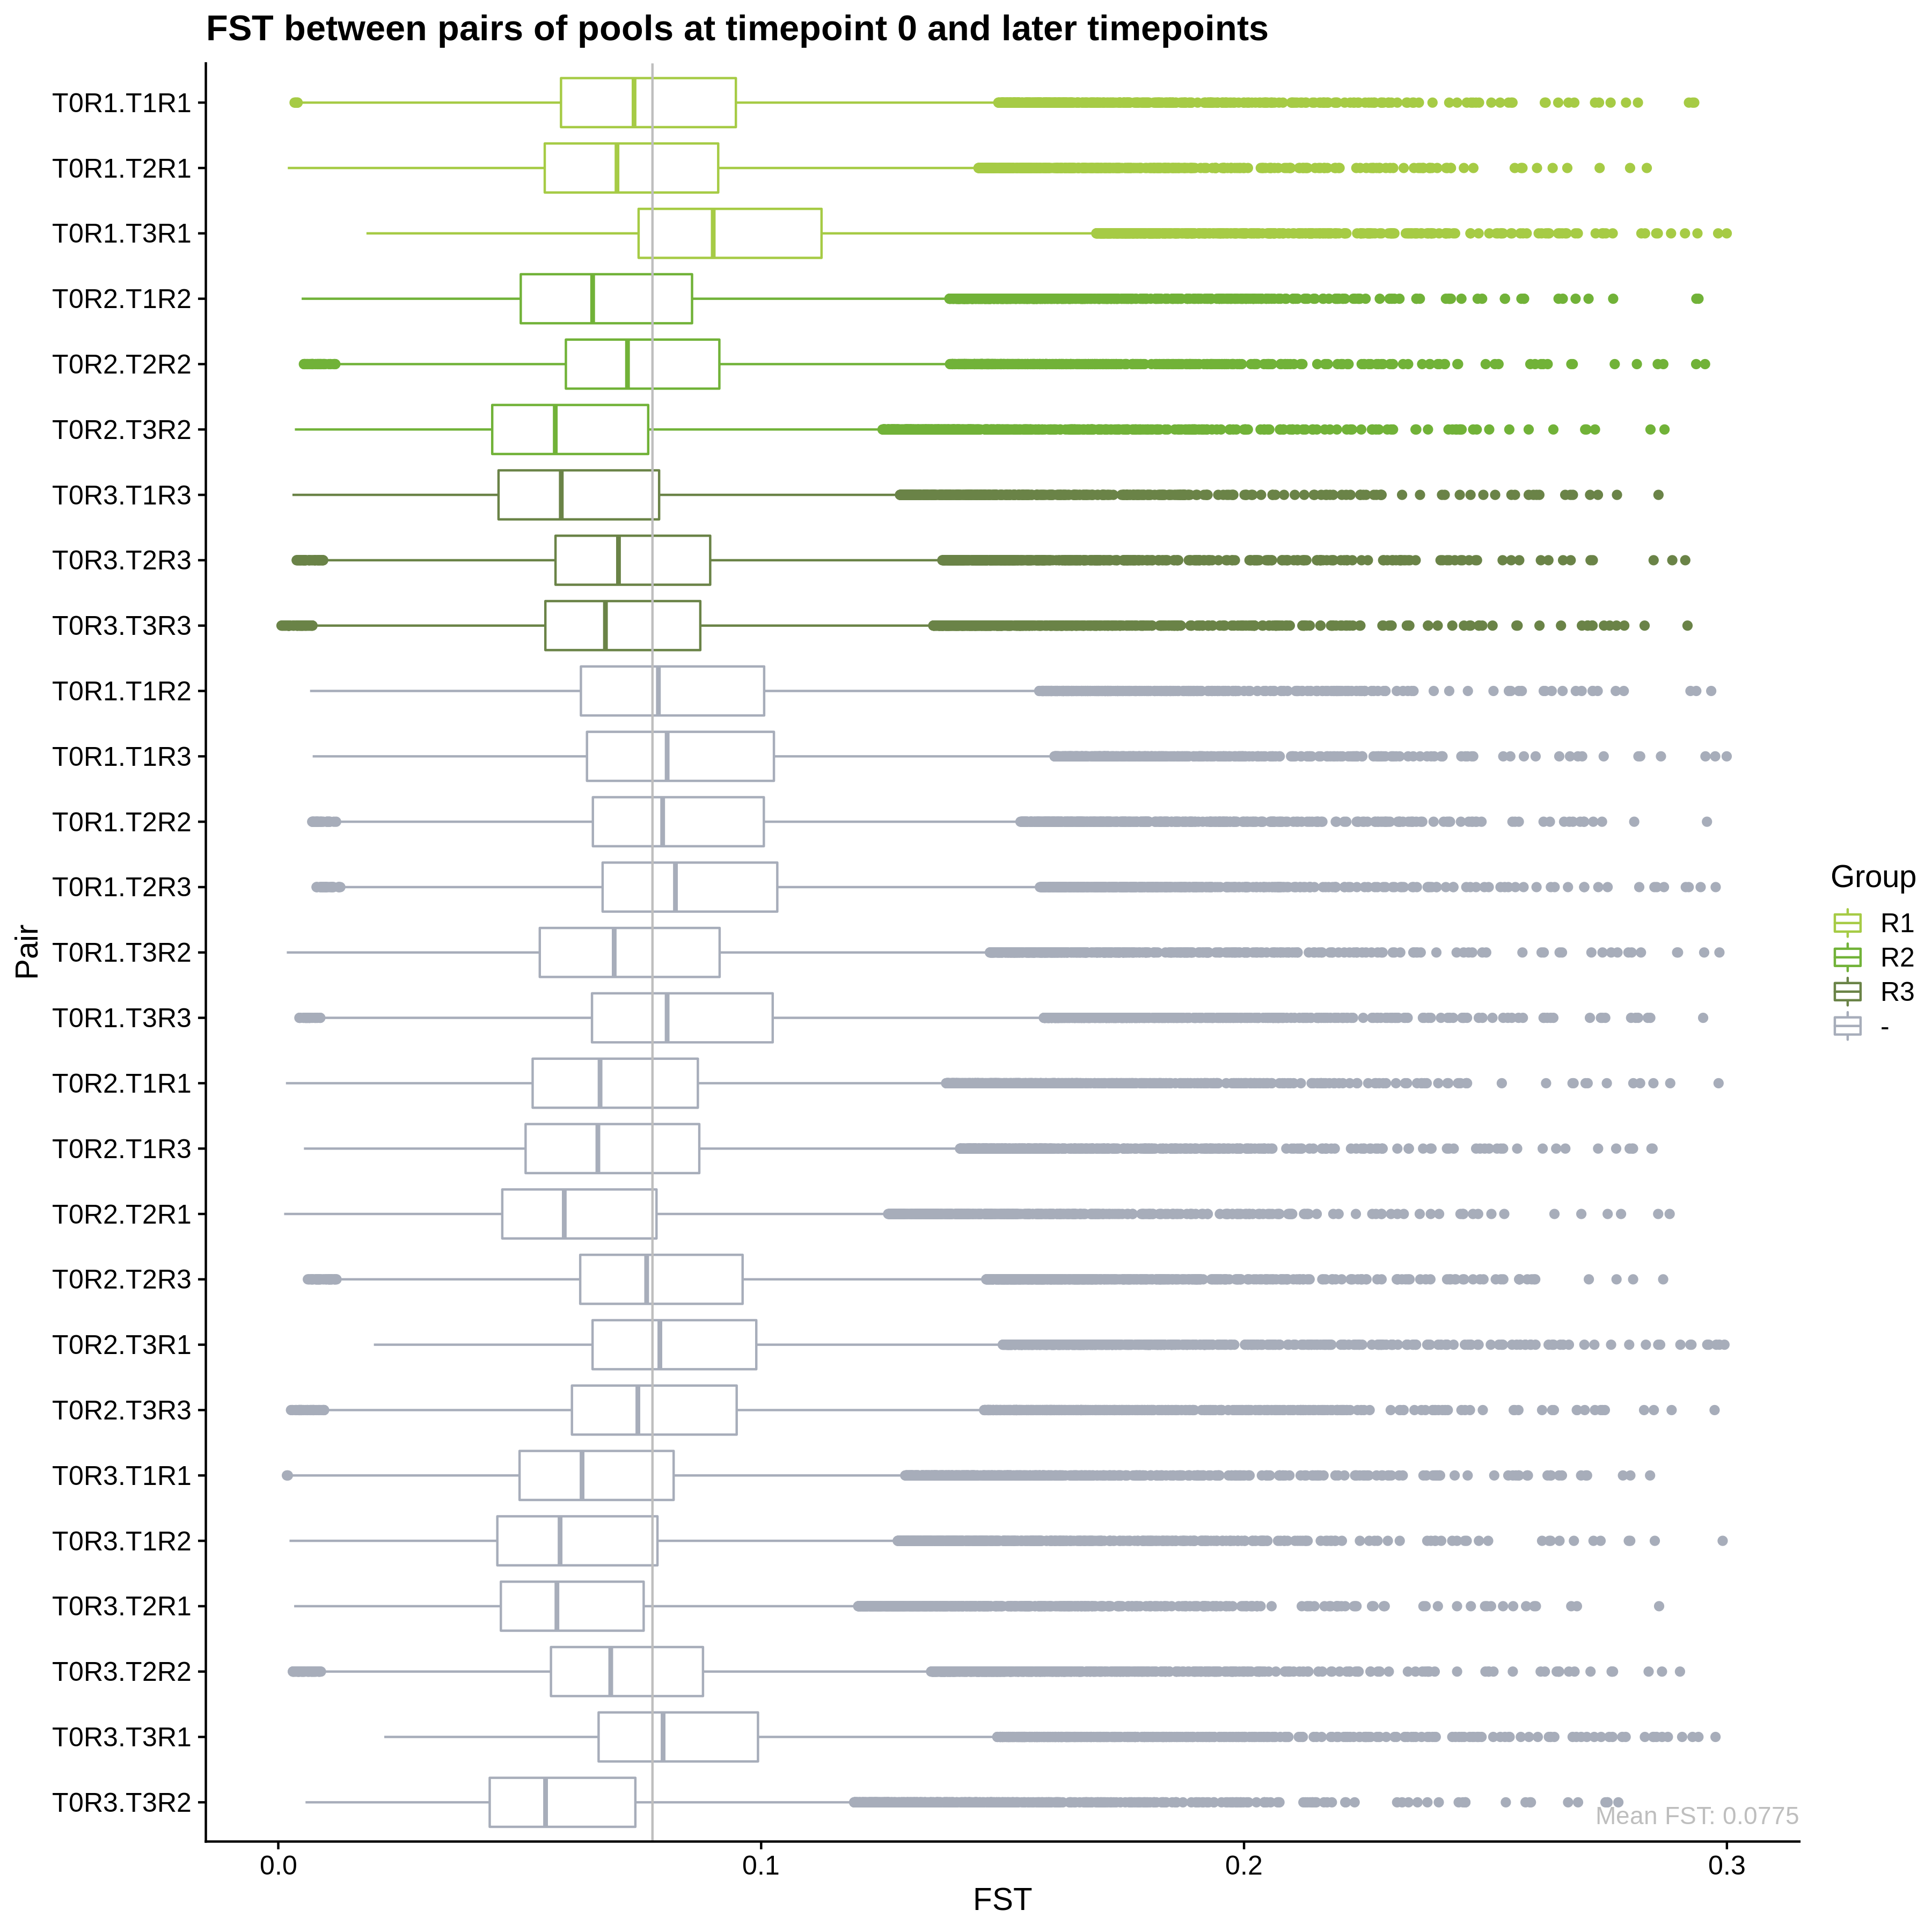 FST between pairs of pools at timepoint 0 and later timepoints
T0R1.T1R1
T0R1.T2R1
T0R1.T3R1
T0R2.T1R2
T0R2.T2R2
T0R2.T3R2
T0R3.T1R3
T0R3.T2R3
T0R3.T3R3
T0R1.T1R2
T0R1.T1R3
T0R1.T2R2
T0R1.T2R3
T0R1.T3R2
T0R1.T3R3
T0R2.T1R1
T0R2.T1R3
T0R2.T2R1
T0R2.T2R3
T0R2.T3R1
T0R2.T3R3
T0R3.T1R1
T0R3.T1R2
T0R3.T2R1
T0R3.T2R2
T0R3.T3R1
T0R3.T3R2
Pair
Mean FST: 0.0775
0.0 0.1 0.2 0.3
FST
Group
R1
R2
R3
-